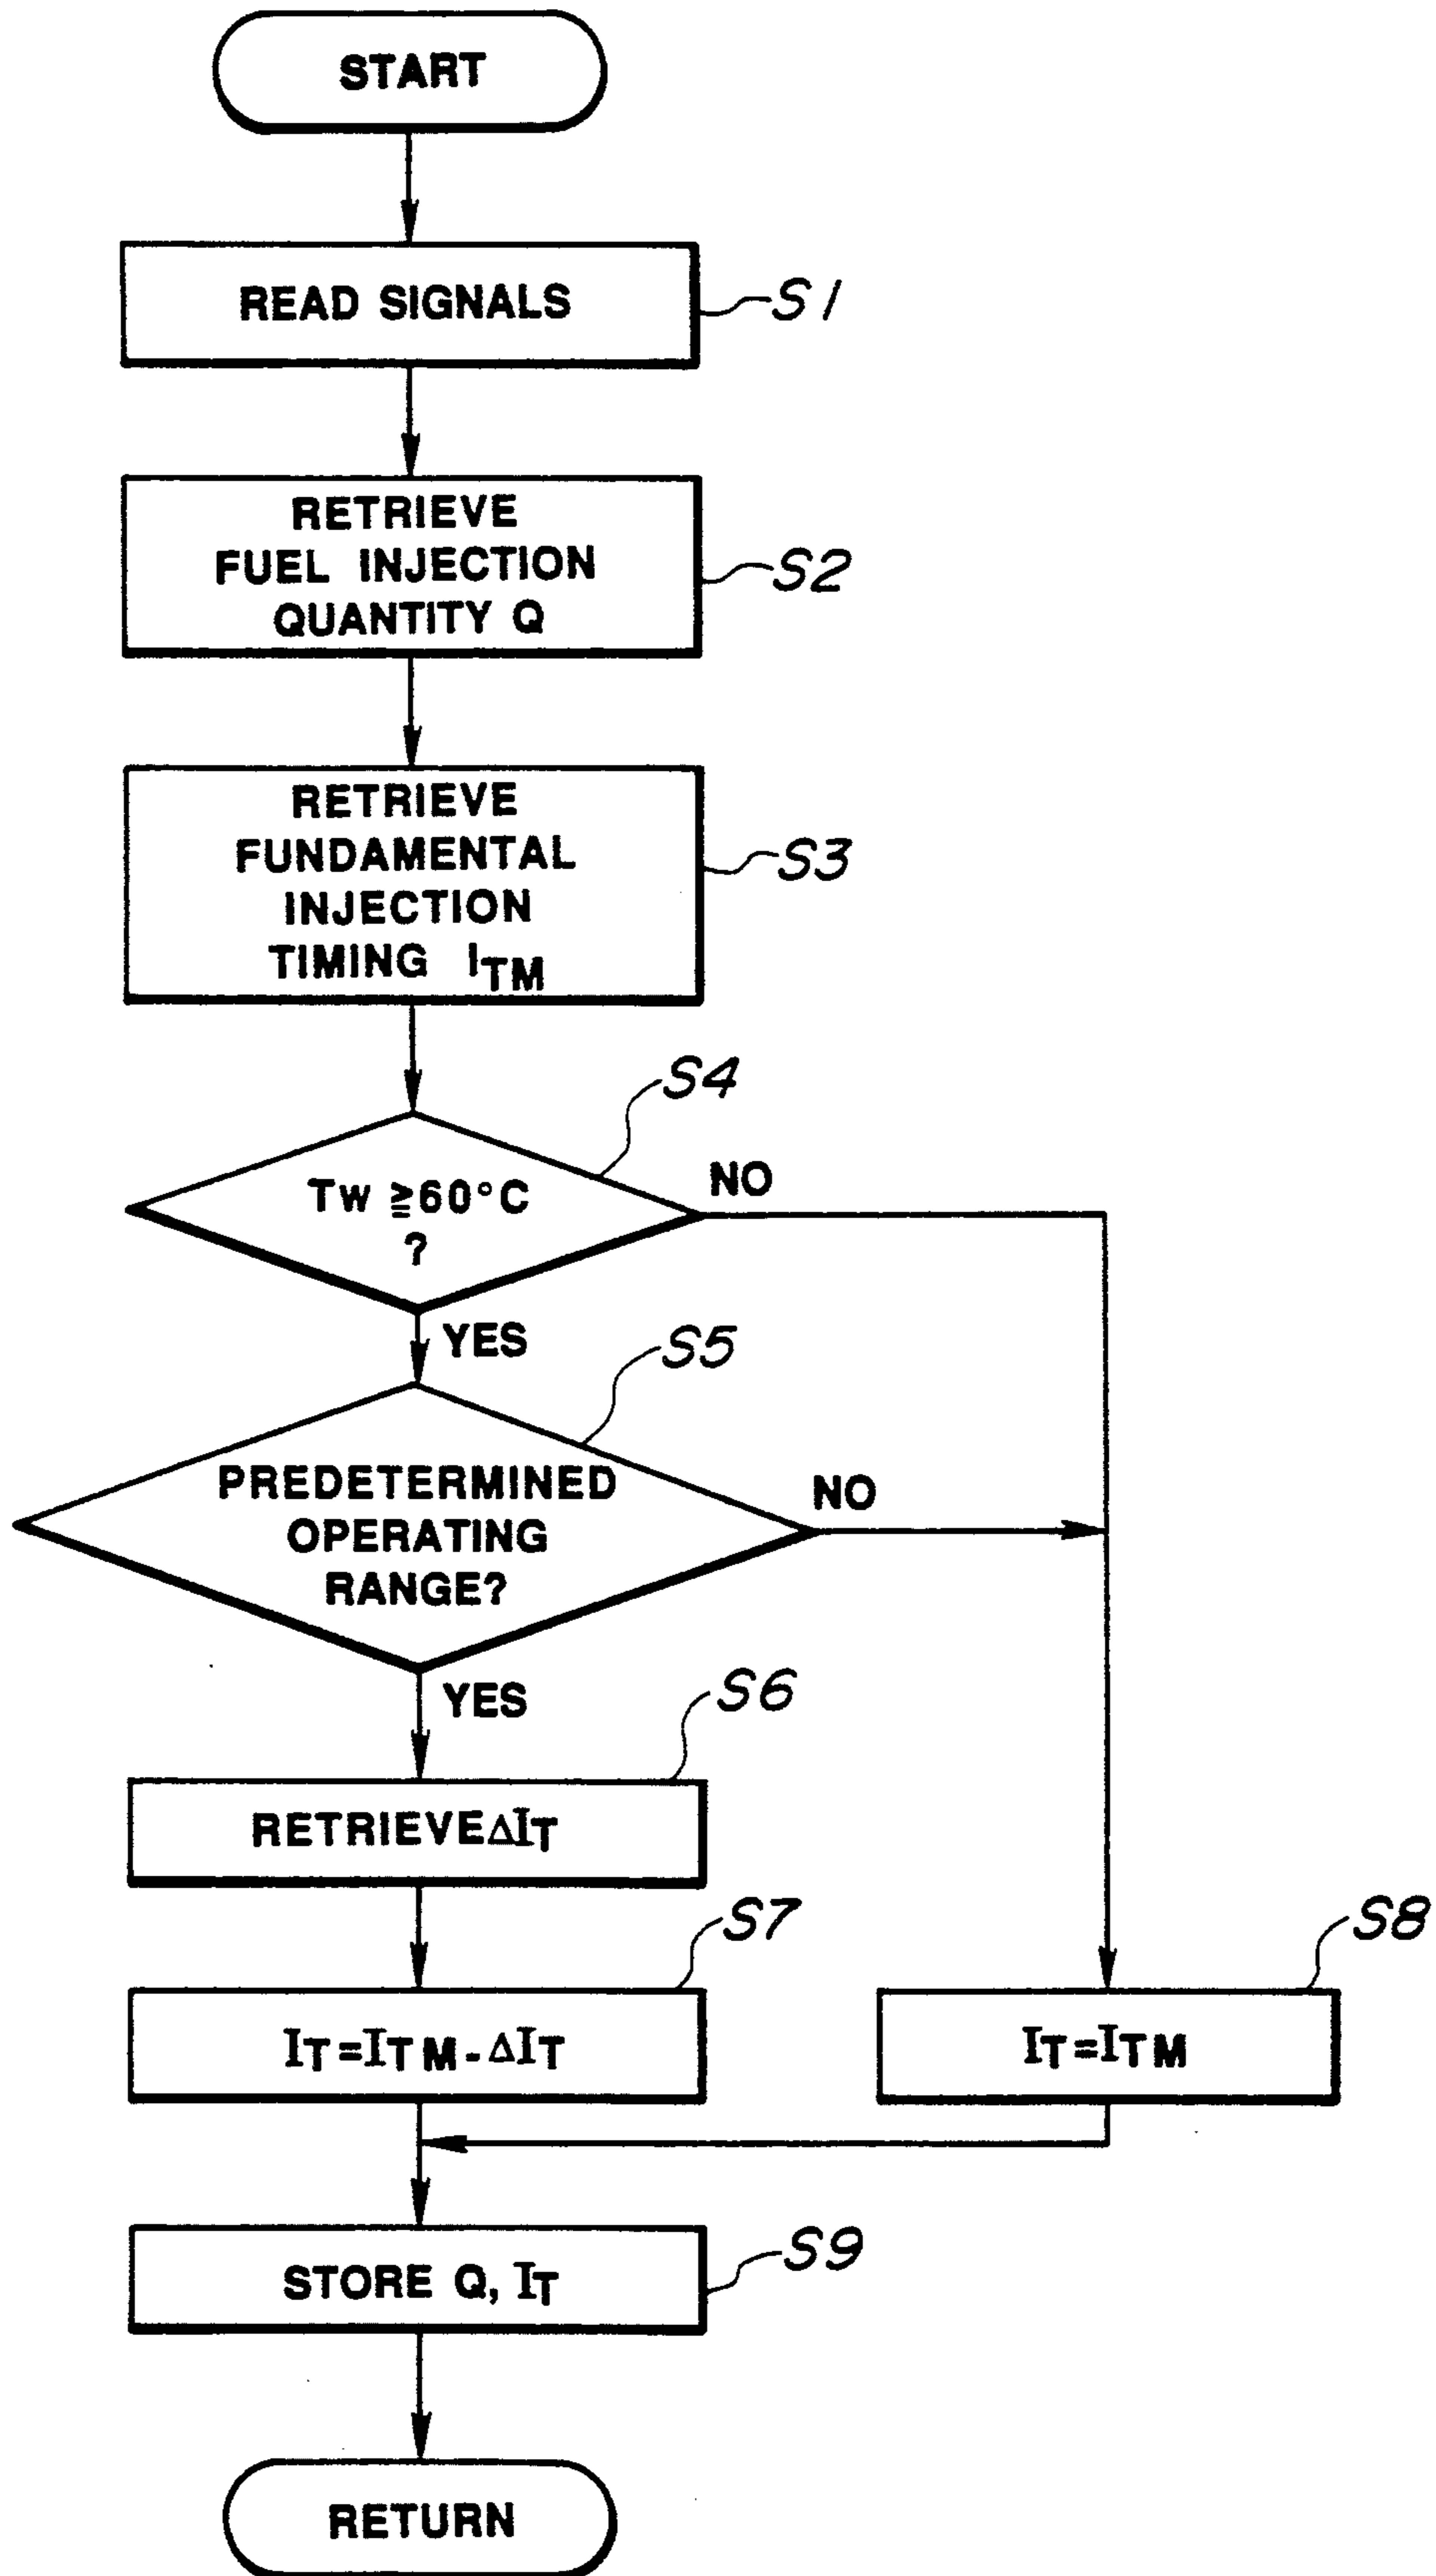 START
READ SIGNALS
S1
RETRIEVE
FUEL INJECTION
QUANTITY Q
S2
RETRIEVE
FUNDAMENTAL
INJECTION
TIMING ITM
S3
S4
Tw ≧60°C
?
NO
YES
S5
PREDETERMINED
OPERATING
RANGE?
NO
YES
S6
RETRIEVE ΔIT
S7
IT=ITM-ΔIT
S8
IT=ITM
STORE Q, IT
S9
RETURN